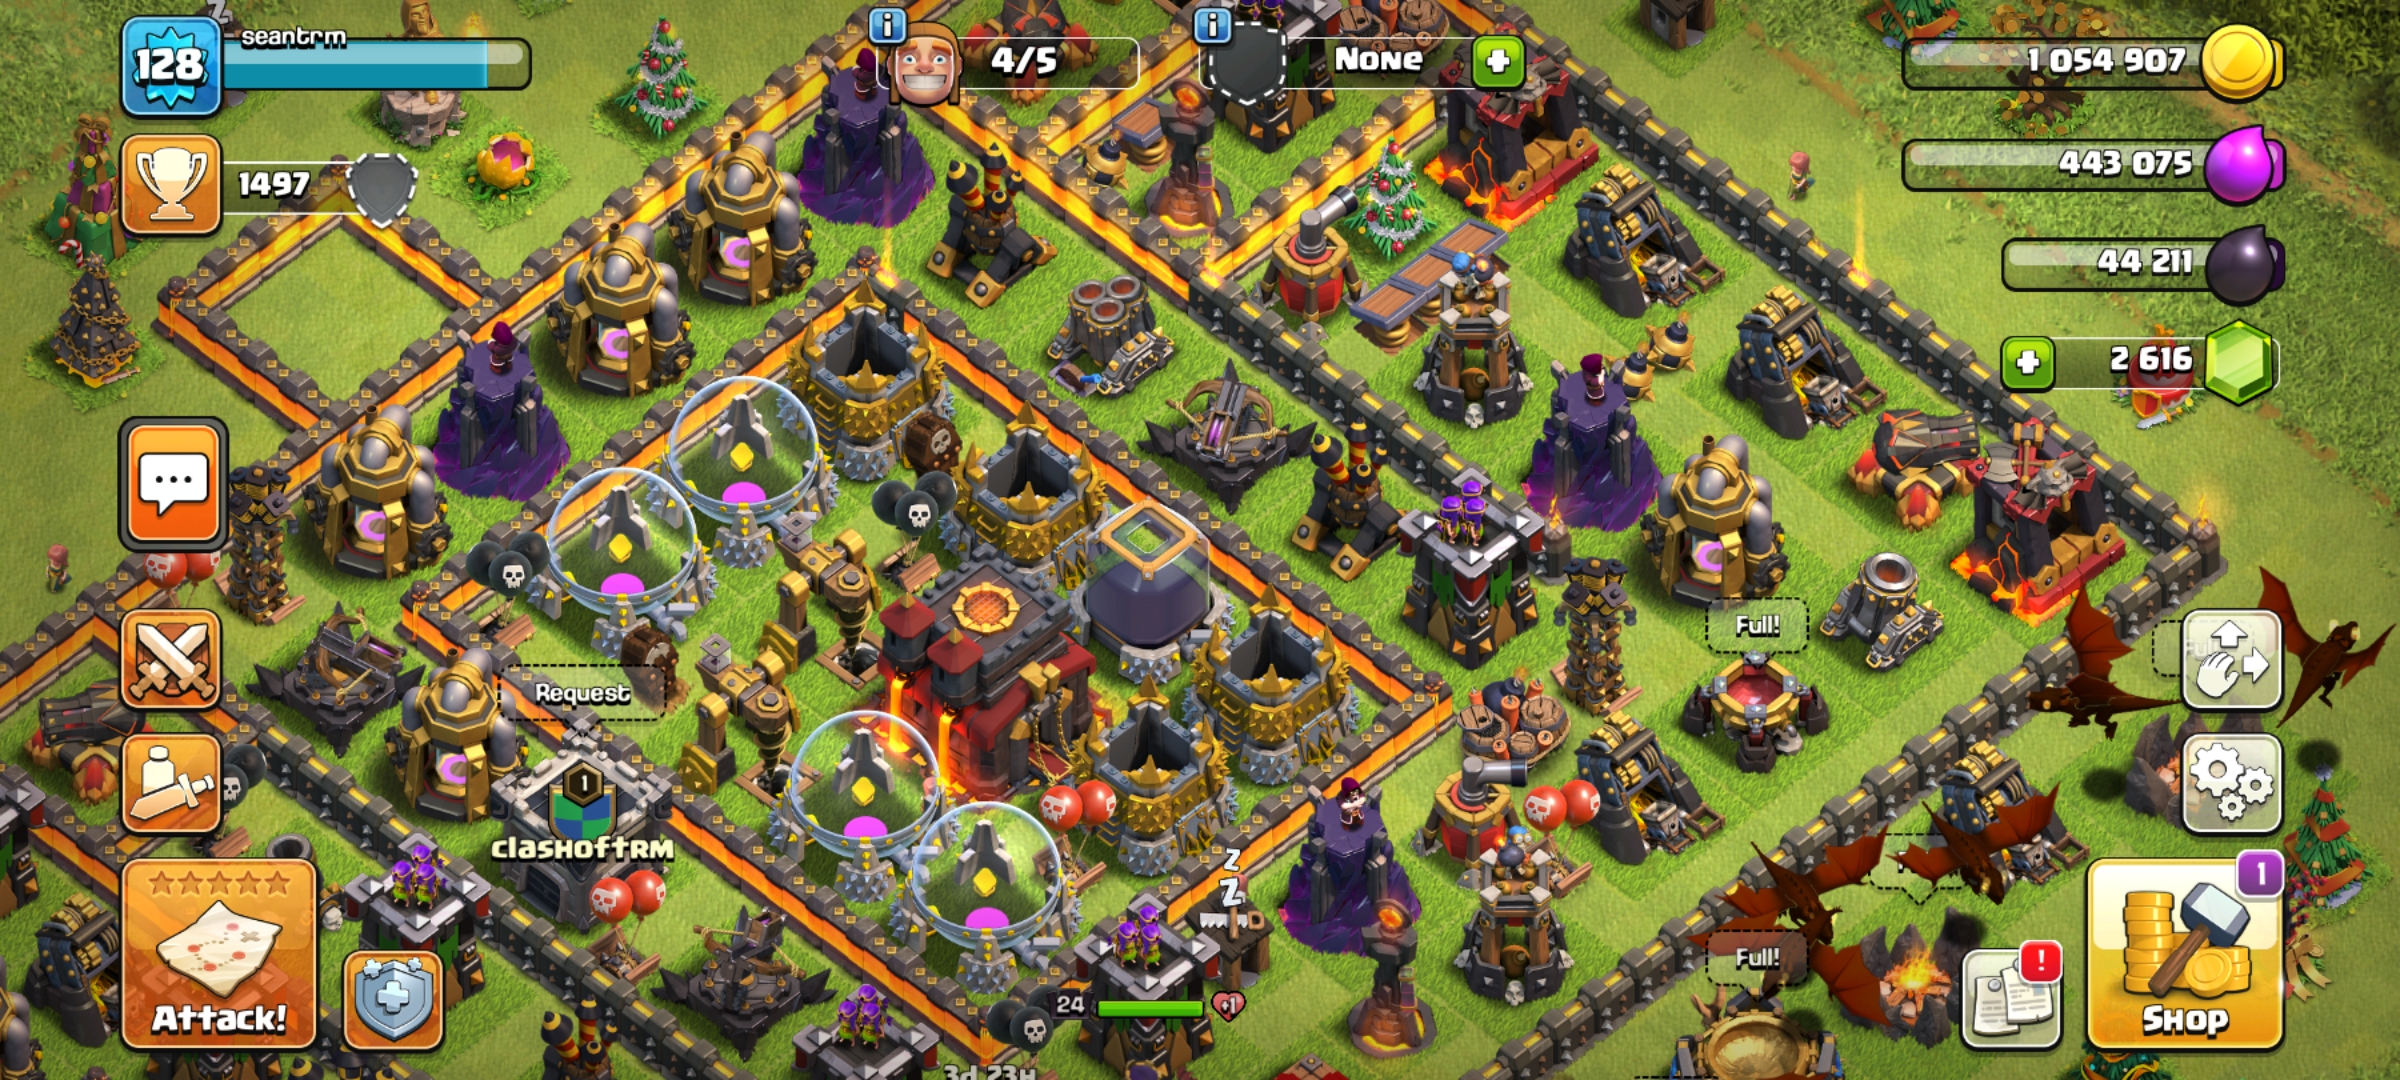 128
seantrm
4/5
None
1 054 907
1497
443 075
44 211
2 616
Full!
Request
1
clashoftRM
Z
Z
Full!
24
+1
Attack!
!
1
Shop
3d 23H